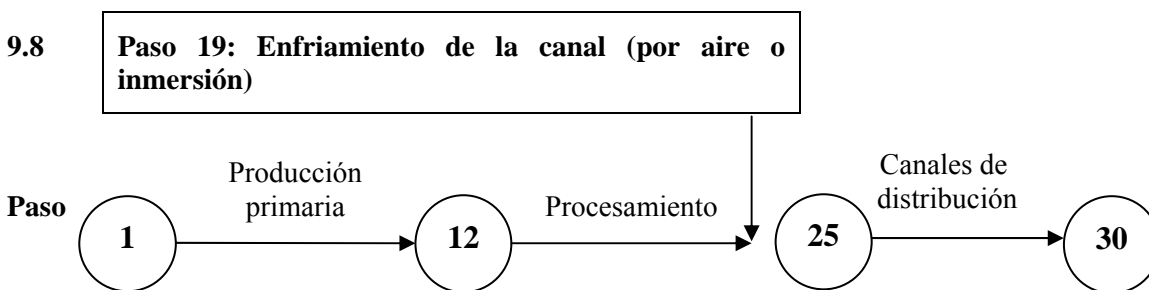 9.8 Paso 19: Enfriamiento de la canal (por aire o
inmersión)
Producción
primaria
Procesamiento
Canales de
distribución
Paso
1
12
25
30